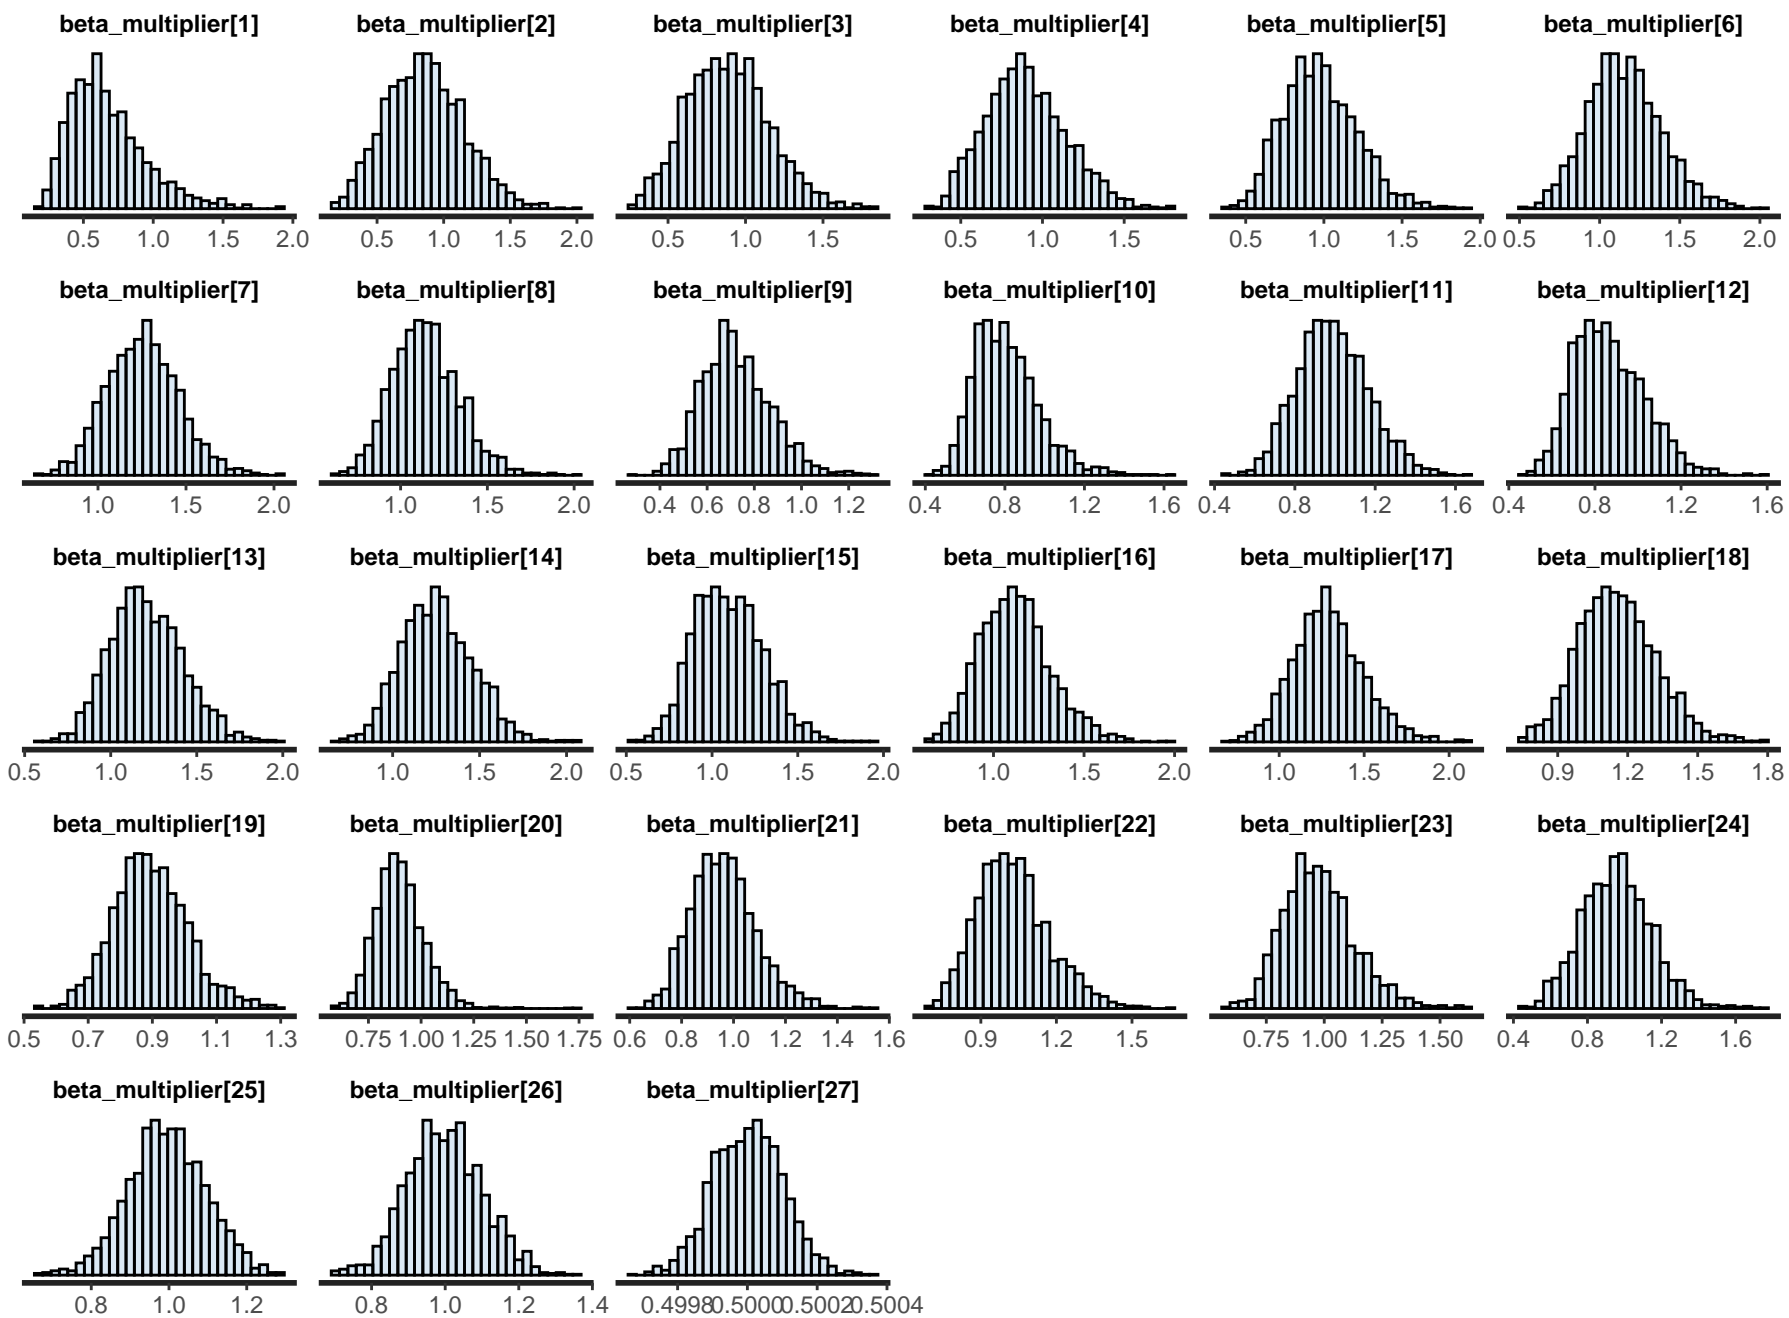 beta_multiplier[1] beta_multiplier[2] beta_multiplier[3] beta_multiplier[4] beta_multiplier[5] beta_multiplier[6]
0.5 1.0 1.5 2.0 0.5 1.0 1.5 2.0 0.5 1.0 1.5 0.5 1.0 1.5 0.5 1.0 1.5 2.0 0.5 1.0 1.5 2.0
beta_multiplier[7] beta_multiplier[8] beta_multiplier[9] beta_multiplier[10] beta_multiplier[11] beta_multiplier[12]
1.0 1.5 2.0 1.0 1.5 2.0 0.4 0.6 0.8 1.0 1.2 0.4 0.8 1.2 1.6 0.4 0.8 1.2 1.6 0.4 0.8 1.2 1.6
beta_multiplier[13] beta_multiplier[14] beta_multiplier[15] beta_multiplier[16] beta_multiplier[17] beta_multiplier[18]
0.5 1.0 1.5 2.0 1.0 1.5 2.0 0.5 1.0 1.5 2.0 1.0 1.5 2.0 1.0 1.5 2.0 0.9 1.2 1.5 1.8
beta_multiplier[19] beta_multiplier[20] beta_multiplier[21] beta_multiplier[22] beta_multiplier[23] beta_multiplier[24]
0.5 0.7 0.9 1.1 1.3 0.75 1.00 1.25 1.50 1.75 0.6 0.8 1.0 1.2 1.4 1.6 0.9 1.2 1.5 0.75 1.00 1.25 1.50 0.4 0.8 1.2 1.6
beta_multiplier[25] beta_multiplier[26] beta_multiplier[27]
0.8 1.0 1.2 0.8 1.0 1.2 1.4 0.4998 0.5000 0.5002 0.5004